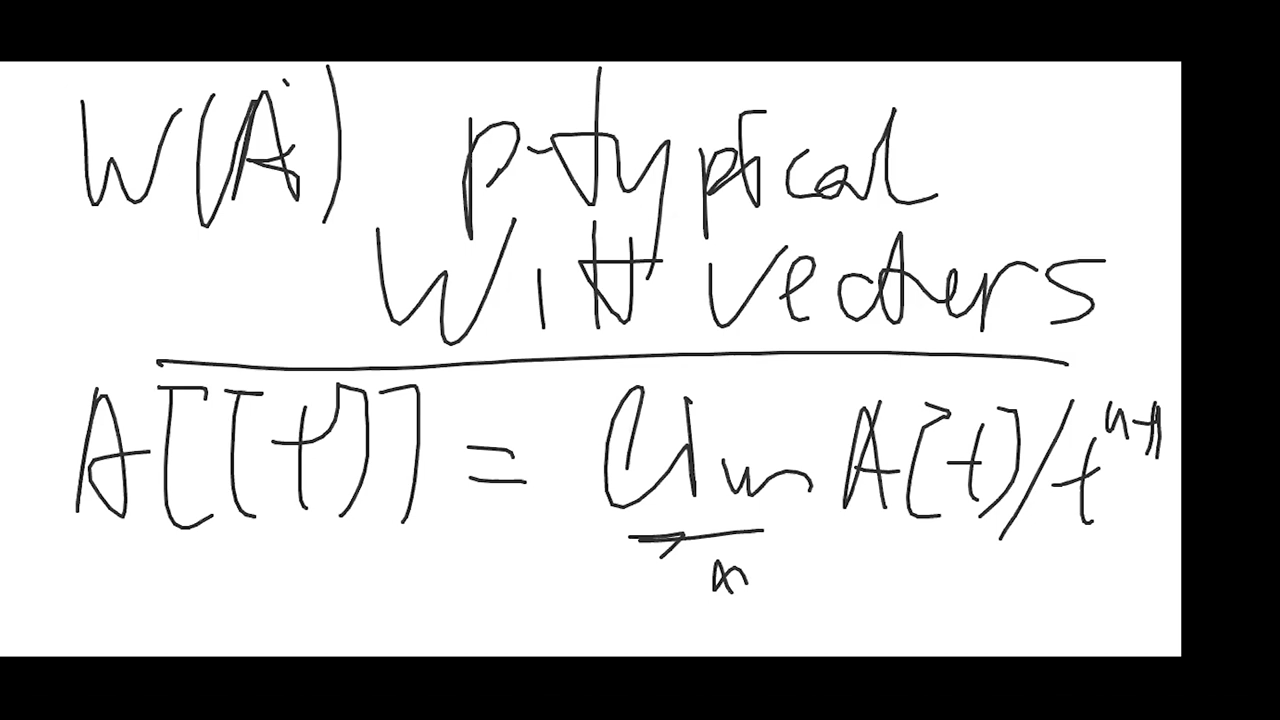 W(A) p-typical
Witt vectors
A[[t]] = lim A[t]/t^{n+1}
n